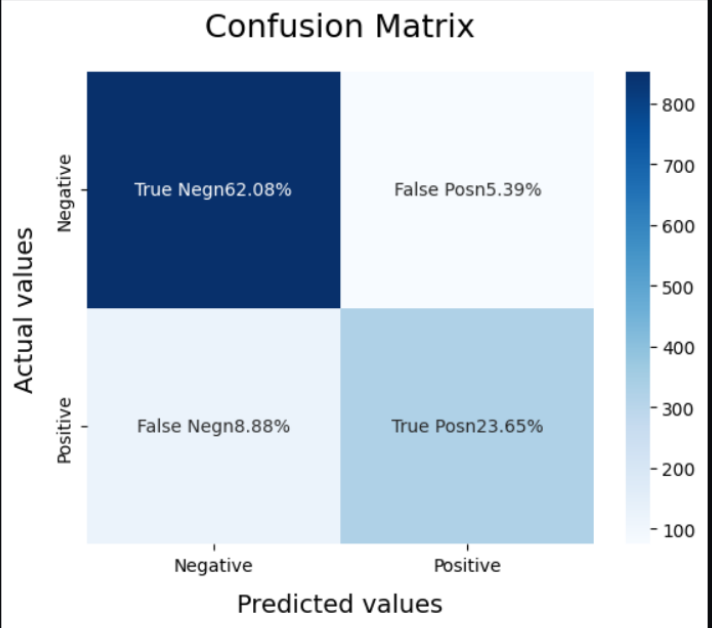 Confusion Matrix
Actual values
Negative
Positive
True Negn62.08%
False Posn5.39%
False Negn8.88%
True Posn23.65%
Negative
Positive
Predicted values
800
700
600
500
400
300
200
100